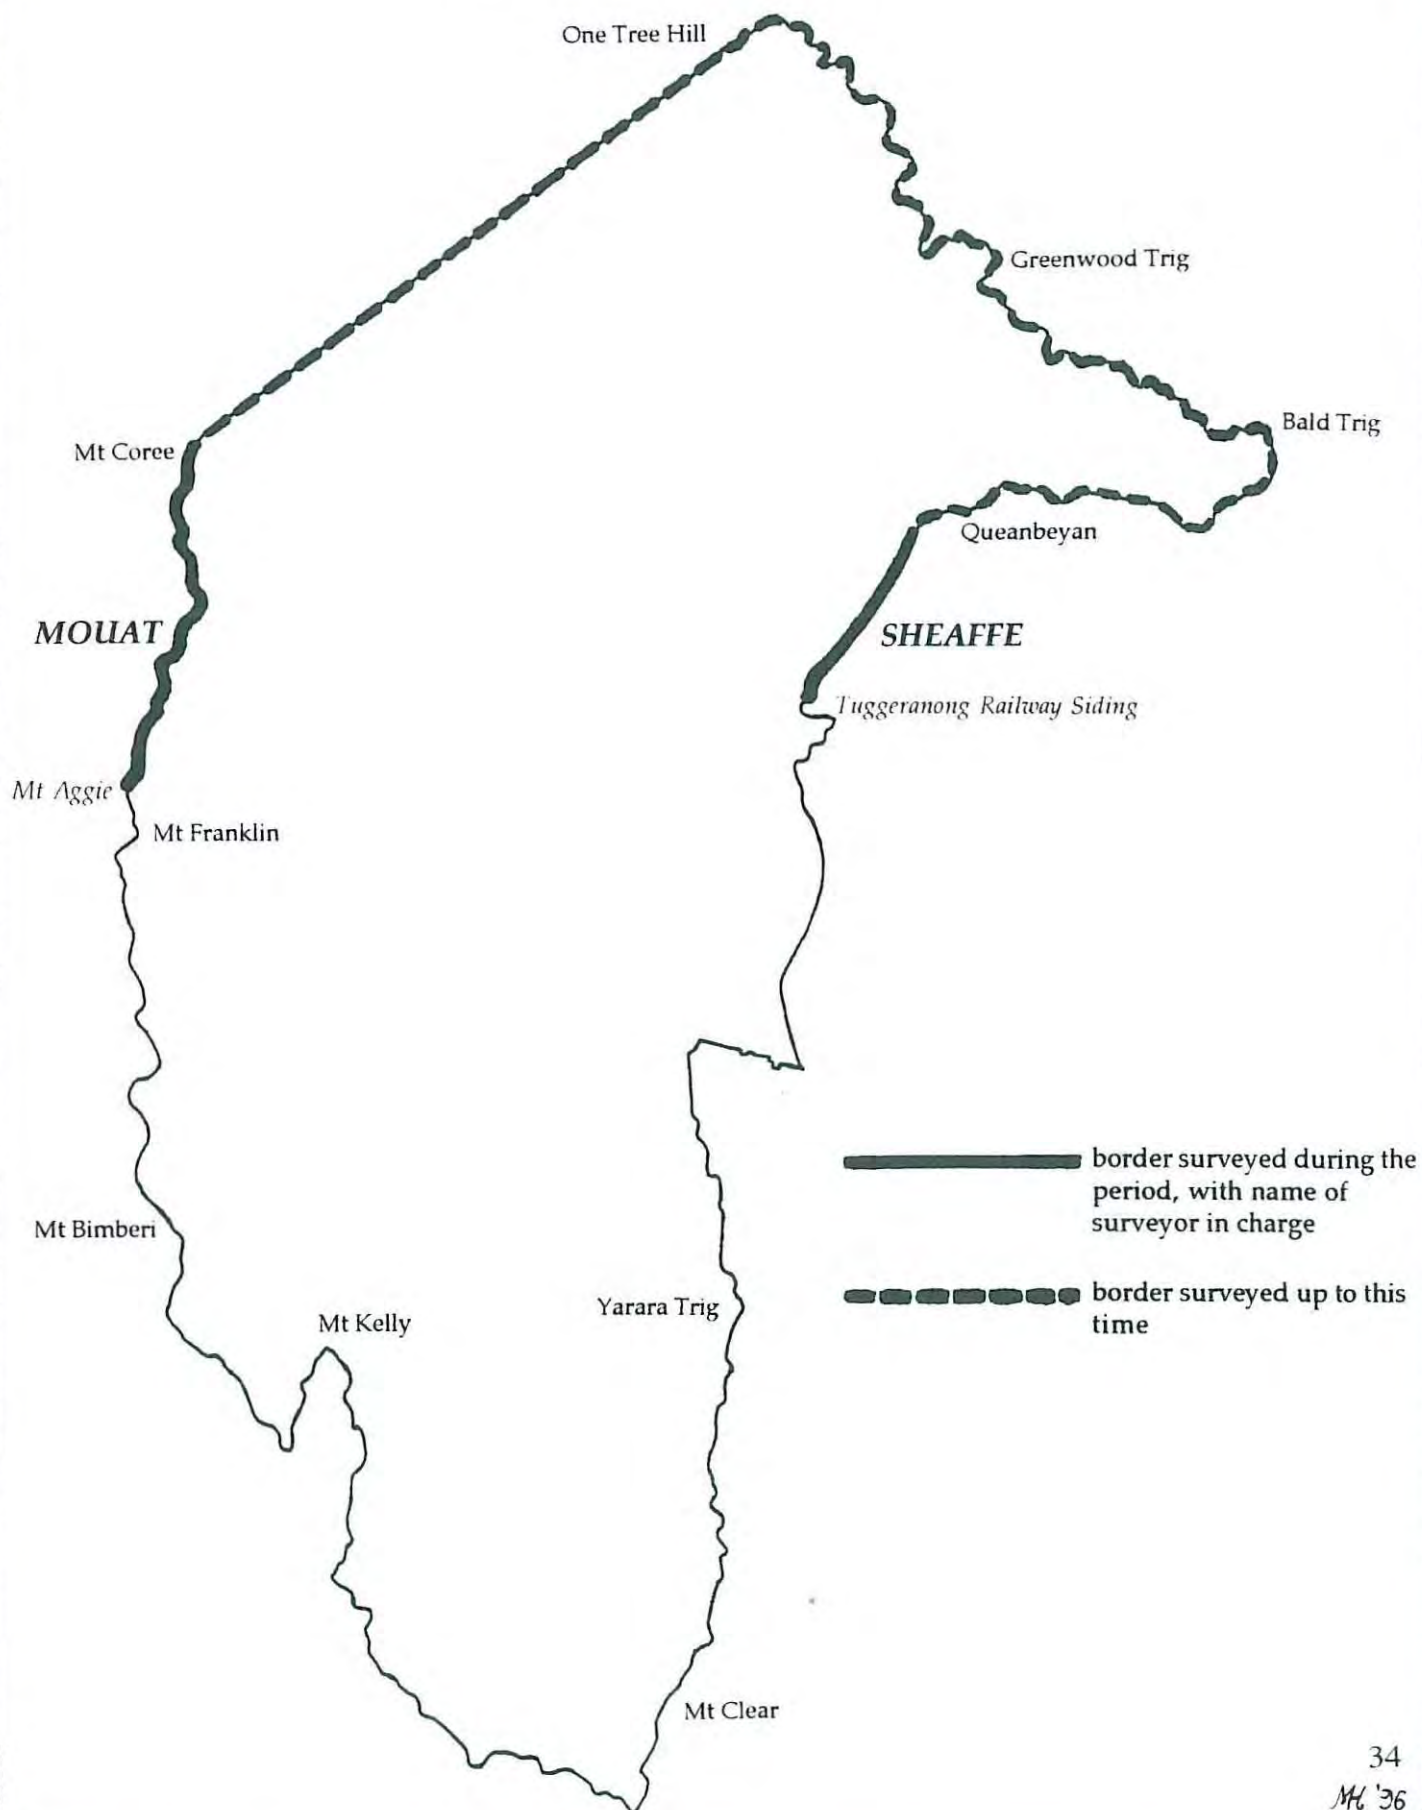 One Tree Hill
Greenwood Trig
Bald Trig
Mt Coree
Queanbeyan
MOUAT
SHEAFFE
Tuggeranong Railway Siding
Mt Aggie
Mt Franklin
border surveyed during the
period, with name of
surveyor in charge
Mt Bimberi
border surveyed up to this
time
Yarara Trig
Mt Kelly
Mt Clear
34